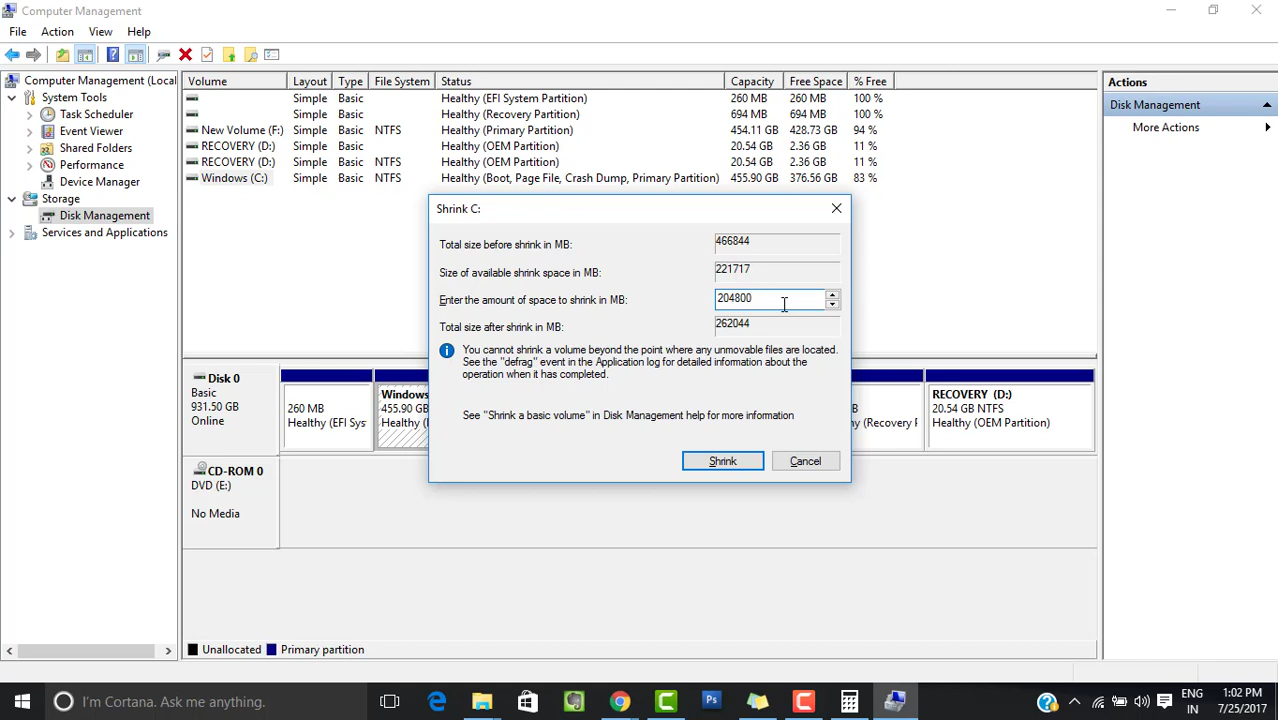 Computer Management
File Action View Help
Computer Management (Local
System Tools
Task Scheduler
Event Viewer
Shared Folders
Performance
Device Manager
Storage
Disk Management
Services and Applications
Volume Layout Type File System Status Capacity Free Space % Free
Simple Basic Healthy (EFI System Partition) 260 MB 260 MB 100 %
Simple Basic Healthy (Recovery Partition) 694 MB 694 MB 100 %
New Volume (F:) Simple Basic NTFS Healthy (Primary Partition) 454.11 GB 428.73 GB 94 %
RECOVERY (D:) Simple Basic Healthy (OEM Partition) 20.54 GB 2.36 GB 11 %
RECOVERY (D:) Simple Basic NTFS Healthy (OEM Partition) 20.54 GB 2.36 GB 11 %
Windows (C:) Simple Basic NTFS Healthy (Boot, Page File, Crash Dump, Primary Partition) 455.90 GB 376.56 GB 83 %
Shrink C:
Total size before shrink in MB: 466844
Size of available shrink space in MB: 221717
Enter the amount of space to shrink in MB: 204800
Total size after shrink in MB: 262044
You cannot shrink a volume beyond the point where any unmovable files are located.
See the "defrag" event in the Application log for detailed information about the
operation when it has completed.
See "Shrink a basic volume" in Disk Management help for more information
Shrink Cancel
Disk 0
Basic
931.50 GB
Online
260 MB
Healthy (EFI Sys
Windows
455.90 GB
Healthy (
B
y (Recovery P
RECOVERY (D:)
20.54 GB NTFS
Healthy (OEM Partition)
CD-ROM 0
DVD (E:)
No Media
Unallocated Primary partition
Actions
Disk Management
More Actions
I'm Cortana. Ask me anything.
Ps
ENG
IN
1:02 PM
7/25/2017